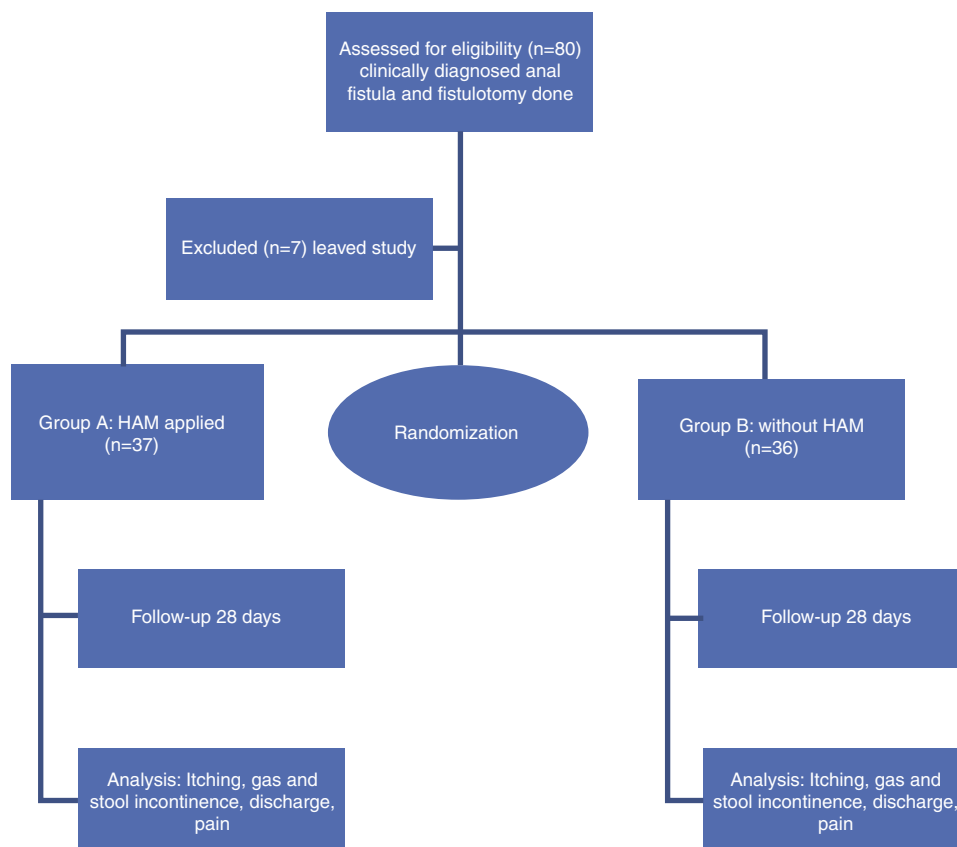 Assessed for eligibility (n=80)
clinically diagnosed anal
fistula and fistulotomy done
Excluded (n=7) leaved study
Group A: HAM applied
(n=37)
Randomization
Group B: without HAM
(n=36)
Follow-up 28 days
Follow-up 28 days
Analysis: Itching, gas and
stool incontinence, discharge,
pain
Analysis: Itching, gas and
stool incontinence, discharge,
pain